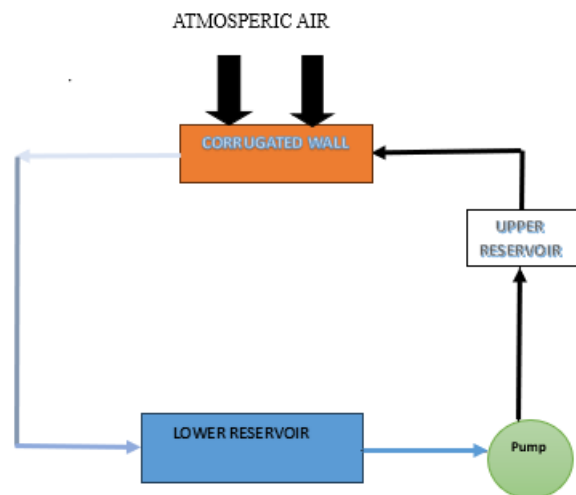 ATMOSPERIC AIR
CORRUGATED WALL
UPPER
RESERVOIR
LOWER RESERVOIR
Pump